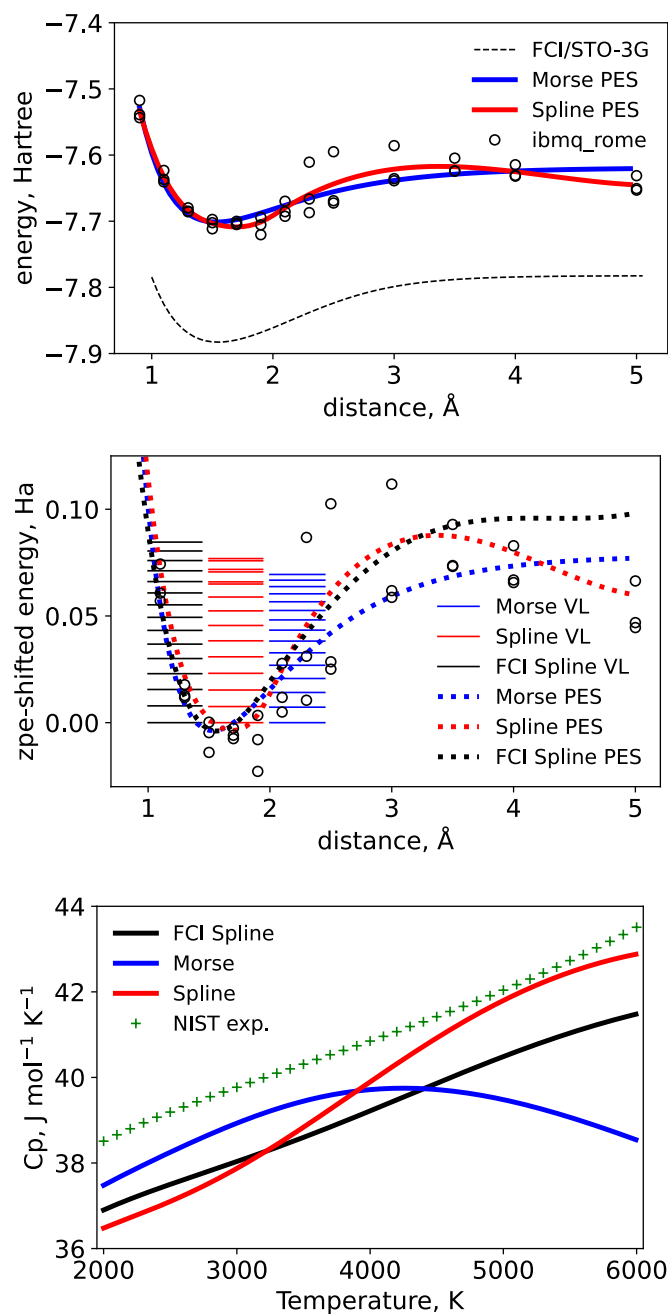 −7.4
−7.5
−7.6
−7.7
−7.8
−7.9
energy, Hartree
FCI/STO-3G
Morse PES
Spline PES
ibmq_rome
1 2 3 4 5
distance, Å
0.10
0.05
0.00
zpe-shifted energy, Ha
Morse VL
Spline VL
FCI Spline VL
Morse PES
Spline PES
FCI Spline PES
1 2 3 4 5
distance, Å
44
42
40
38
36
Cp, J mol⁻¹ K⁻¹
FCI Spline
Morse
Spline
NIST exp.
2000 3000 4000 5000 6000
Temperature, K